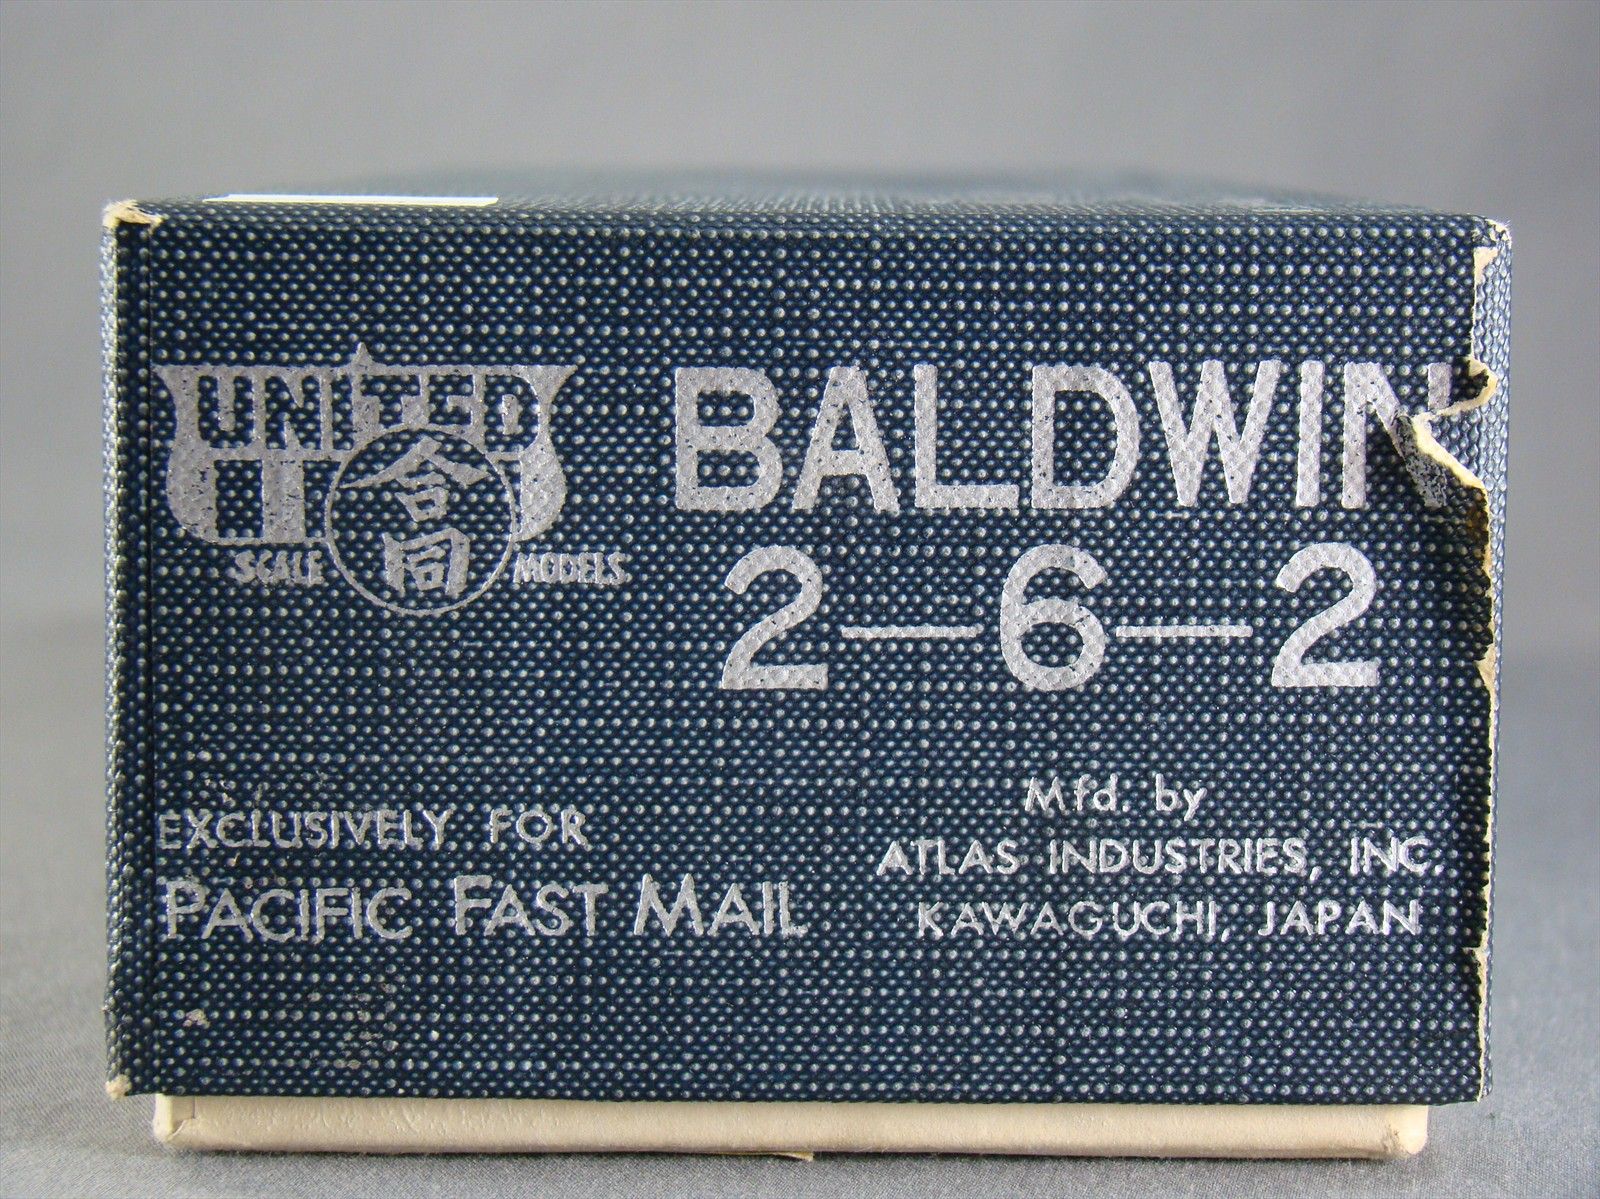 UNITED
合同
SCALE MODELS
BALDWIN
2-6-2
EXCLUSIVELY FOR
PACIFIC FAST MAIL
Mfd. by
ATLAS INDUSTRIES, INC.
KAWAGUCHI, JAPAN